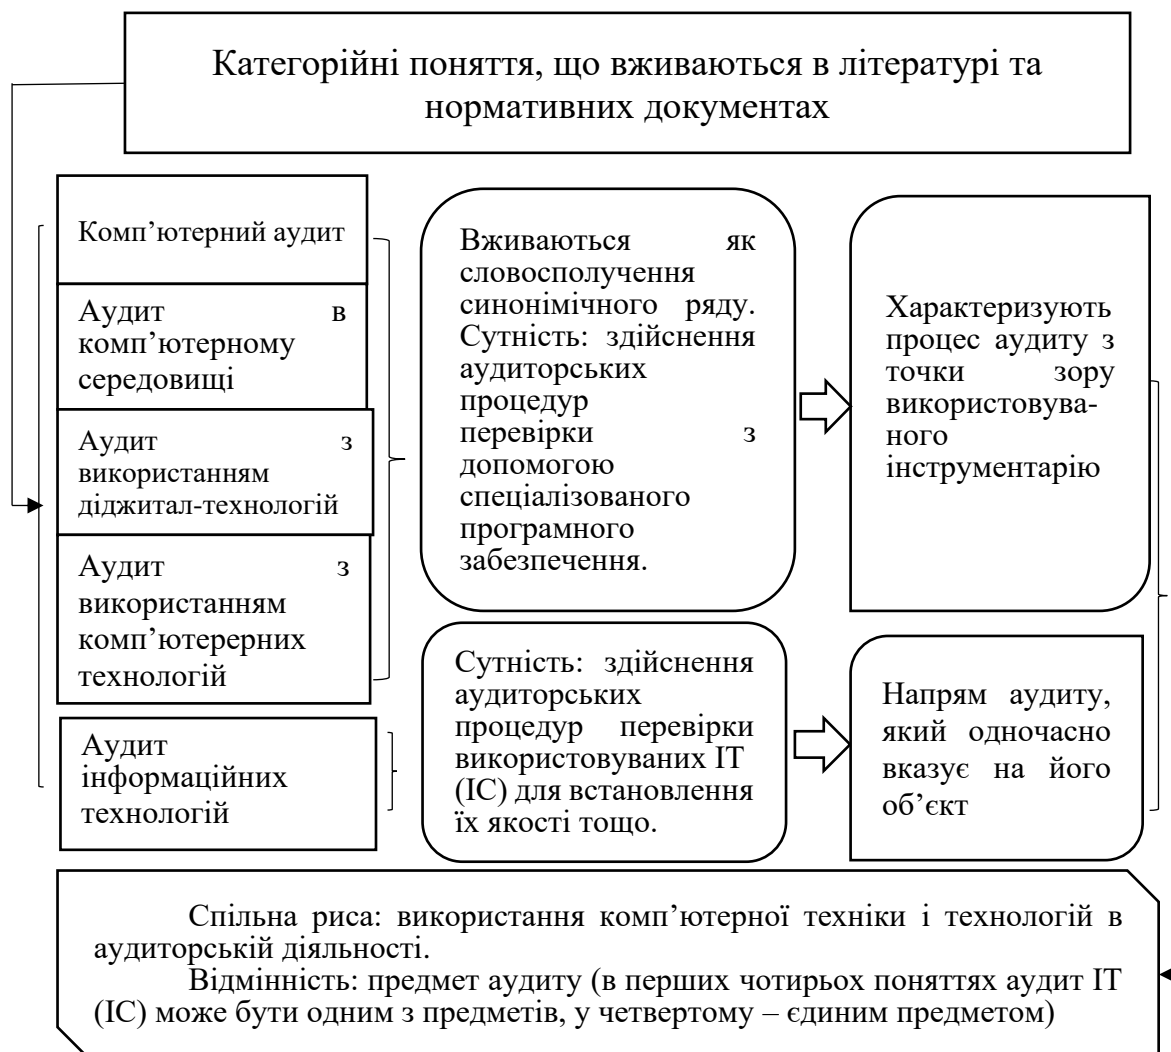 Категорійні поняття, що вживаються в літературі та
нормативних документах
Комп’ютерний аудит
Аудит в
комп’ютерному
середовищі
Аудит з
використанням
діджитал-технологій
Аудит з
використанням
комп’ютерерних
технологій
Аудит
інформаційних
технологій
Вживаються як
словосполучення
синонімічного ряду.
Сутність: здійснення
аудиторських
процедур
перевірки з
допомогою
спеціалізованого
програмного
забезпечення.
Сутність: здійснення
аудиторських
процедур перевірки
використовуваних ІТ
(ІС) для встановлення
їх якості тощо.
Характеризують
процес аудиту з
точки зору
використовува-
ного
інструментарію
Напрям аудиту,
який одночасно
вказує на його
об’єкт
Спільна риса: використання комп’ютерної техніки і технологій в
аудиторській діяльності.
Відмінність: предмет аудиту (в перших чотирьох поняттях аудит ІТ
(ІС) може бути одним з предметів, у четвертому – єдиним предметом)